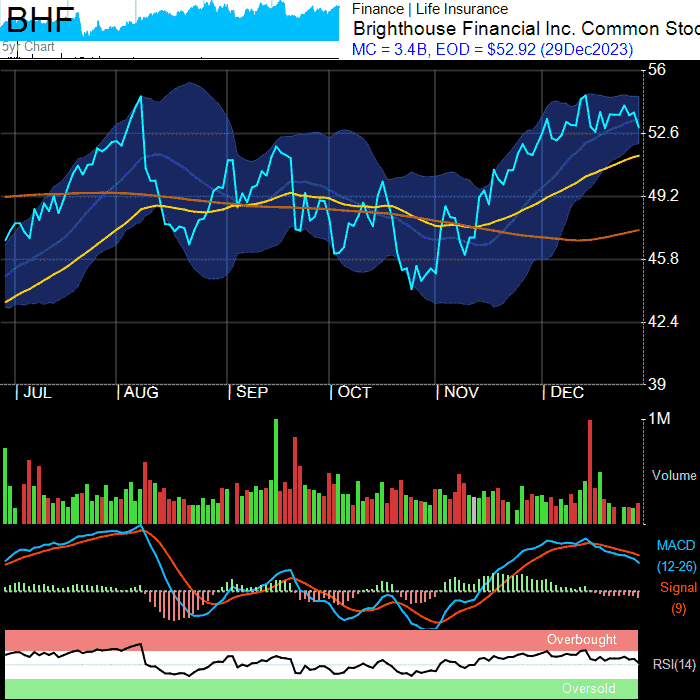 BHF
Finance | Life Insurance
Brighthouse Financial Inc. Common Stoc
5yr Chart
MC = 3.4B, EOD = $52.92 (29Dec2023)
56
52.6
49.2
45.8
42.4
39
| JUL | AUG | SEP | OCT | NOV | DEC
1M
Volume
MACD
(12-26)
Signal
(9)
Overbought
RSI(14)
Oversold